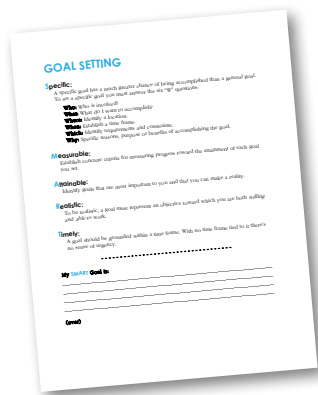 GOAL SETTING
Specific:
A specific goal has a much greater chance of being accomplished than a general goal.
To set a specific goal you must answer the six "W" questions.
Who: Who is involved?
What: What do I want to accomplish?
Where: Identify a location.
When: Establish a time frame.
Which: Identify requirements and constraints.
Why: Specific reasons, purpose or benefits of accomplishing the goal.
Measurable:
Establish concrete criteria for measuring progress toward the attainment of each goal
you set.
Attainable:
Identify goals that are most important to you and that you can make a reality.
Realistic:
To be realistic, a goal must represent an objective toward which you are both willing
and able to work.
Timely:
A goal should be grounded within a time frame. With no time frame tied to it there's
no sense of urgency.
My SMART Goal is:
(over)